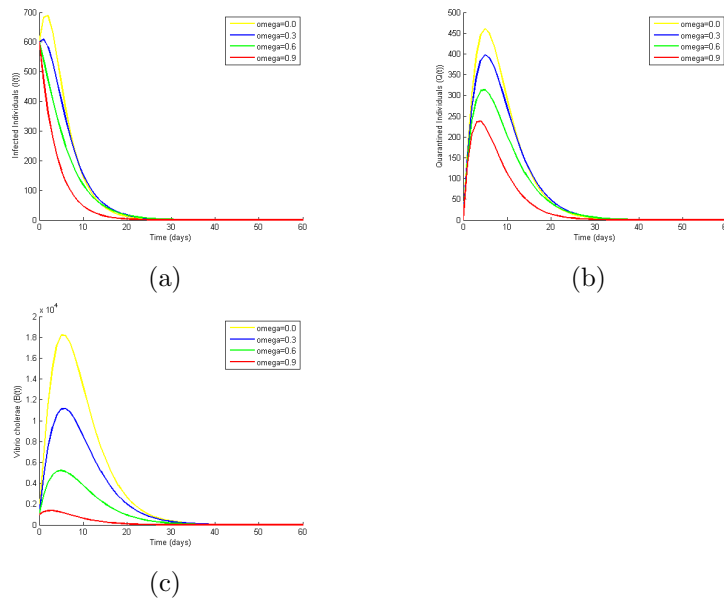 700
600
500
400
300
200
100
0
0
10
20
30
40
50
60
Infected Individuals (I(t))
Time (days)
omega=0.0
omega=0.3
omega=0.6
omega=0.9
(a)
500
450
400
350
300
250
200
150
100
50
0
0
10
20
30
40
50
60
Quarantined Individuals (Q(t))
Time (days)
omega=0.0
omega=0.3
omega=0.6
omega=0.9
(b)
x 10⁴
2
1.8
1.6
1.4
1.2
1
0.8
0.6
0.4
0.2
0
0
10
20
30
40
50
60
Vibrio cholerae (B(t))
Time (days)
omega=0.0
omega=0.3
omega=0.6
omega=0.9
(c)